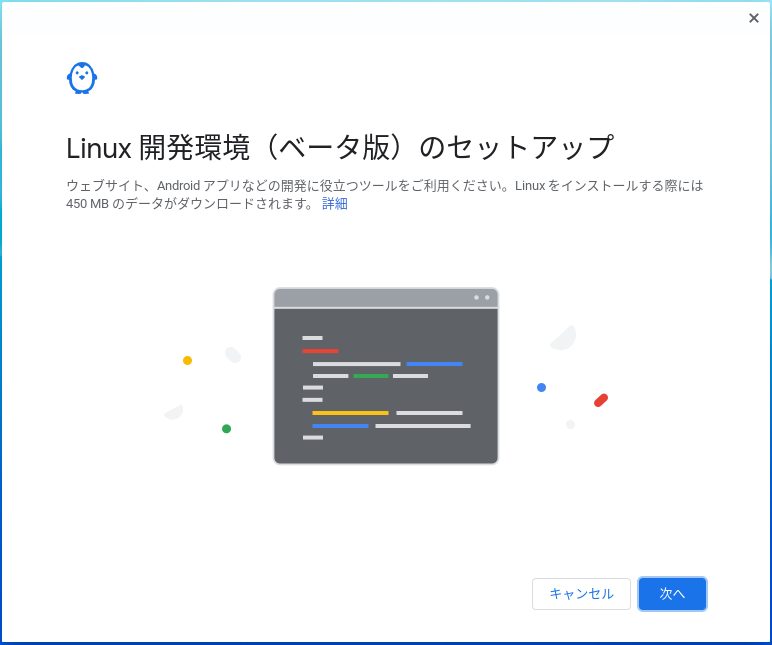 Linux 開発環境（ベータ版）のセットアップ
ウェブサイト、Android アプリなどの開発に役立つツールをご利用ください。Linux をインストールする際には
450 MB のデータがダウンロードされます。 詳細
キャンセル
次へ